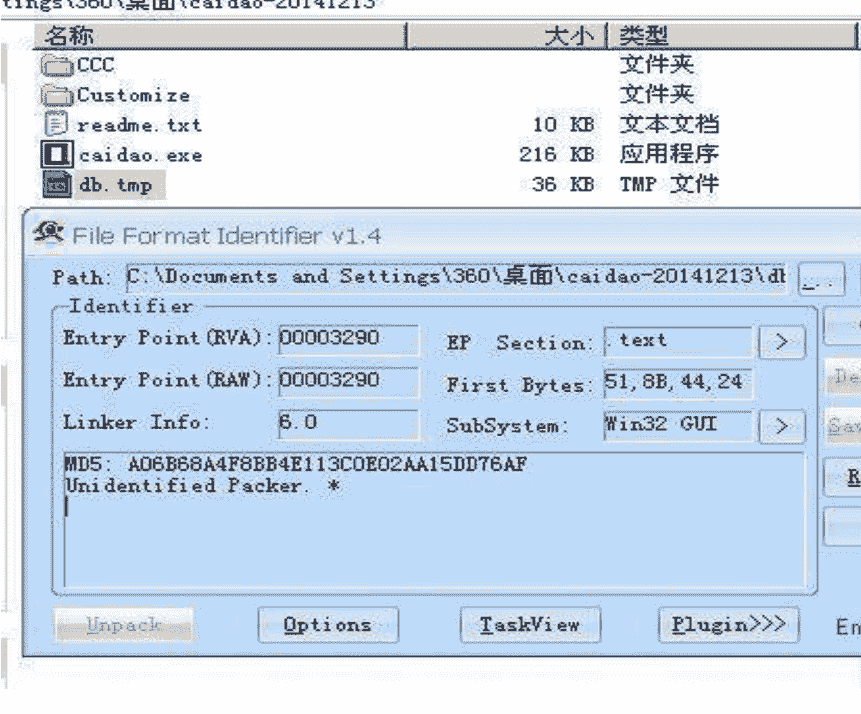 tings\360\桌面\caidao-20141213
名称 大小 类型
CCC 文件夹
Customize 文件夹
readme.txt 10 KB 文本文档
caidao.exe 216 KB 应用程序
db.tmp 36 KB TMP 文件
File Format Identifier v1.4
Path: C:\Documents and Settings\360\桌面\caidao-20141213\d ...
Identifier
Entry Point(RVA): 00003290 EP Section: .text >
Entry Point(RAW): 00003290 First Bytes: 51,8B,44,24 De
Linker Info: 6.0 SubSystem: Win32 GUI > Sav
MD5: A06B68A4F8BB4E113C0E02AA15DD76AF R
Unidentified Packer. *
Unpack Options TaskView Plugin>>> En